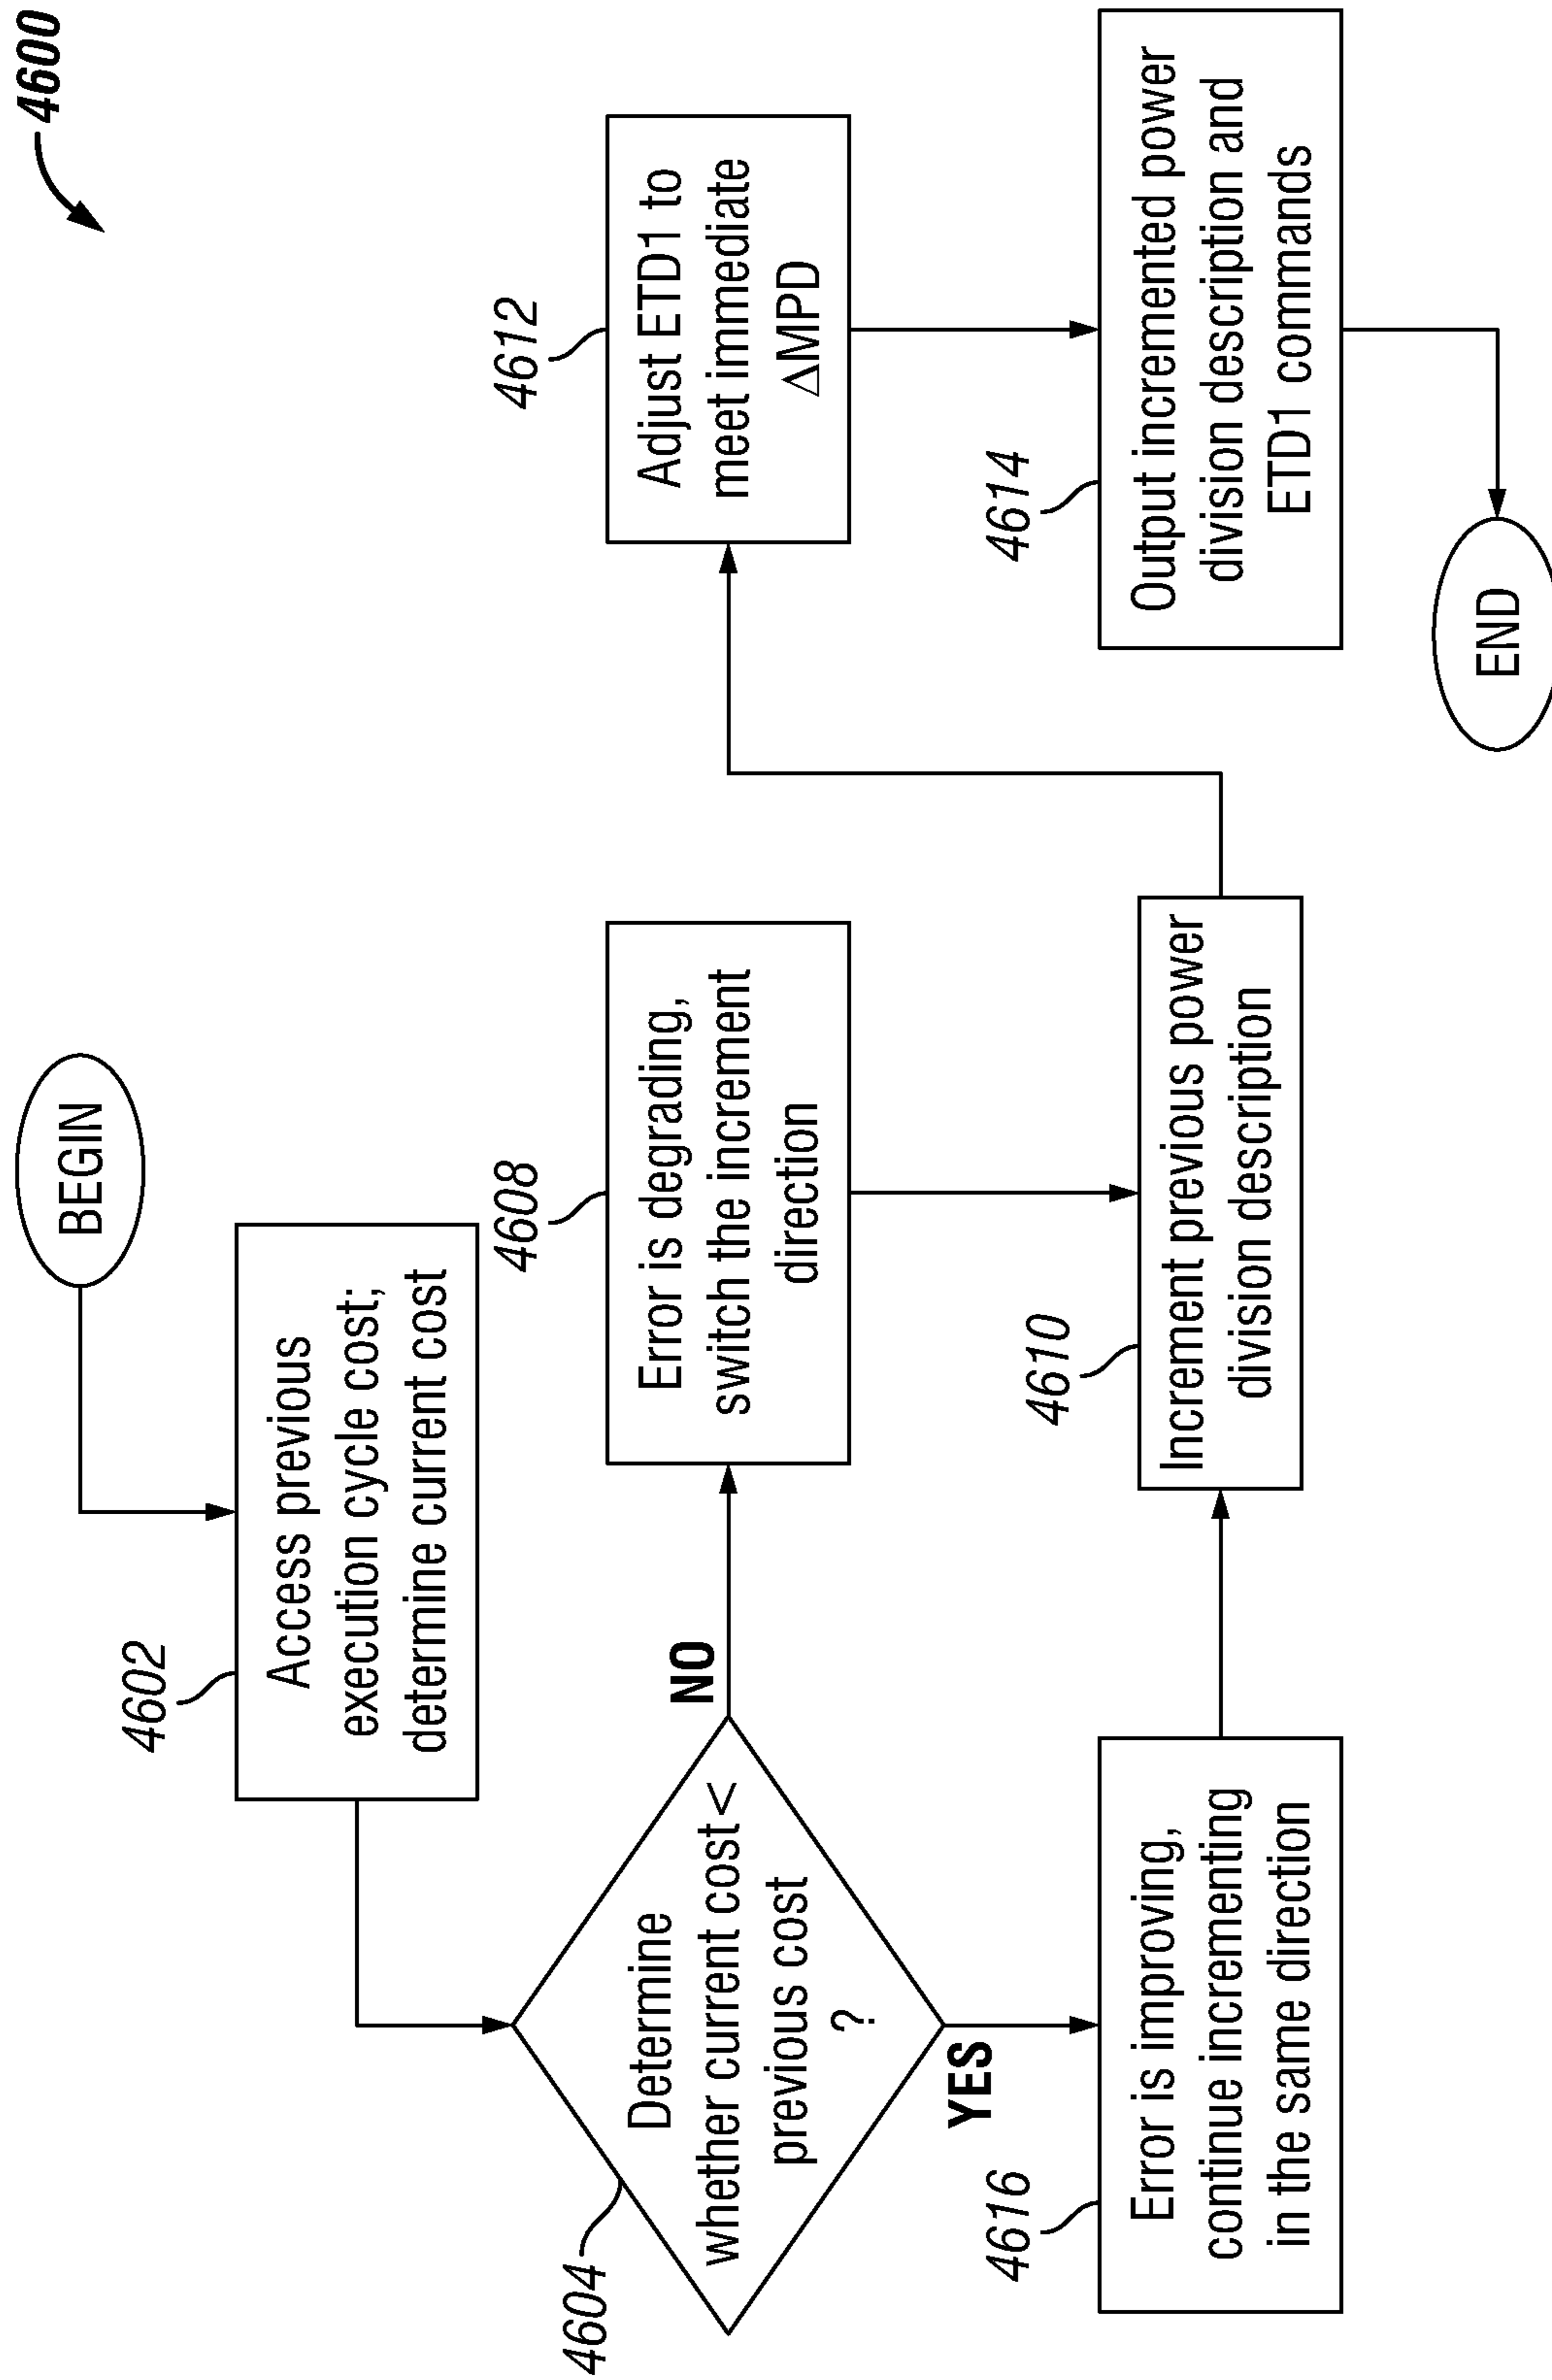 4600
BEGIN
4602
Access previous
execution cycle cost;
determine current cost
4604
Determine
whether current cost <
previous cost
?
NO
YES
4608
Error is degrading,
switch the increment
direction
4616
Error is improving,
continue incrementing
in the same direction
4610
Increment previous power
division description
4612
Adjust ETD1 to
meet immediate
△MPD
4614
Output incremented power
division description and
ETD1 commands
END